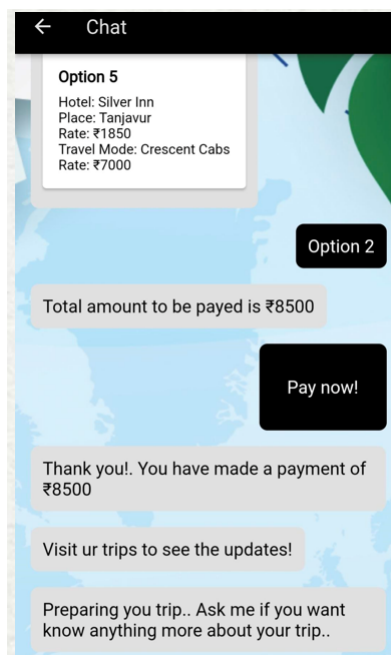 Chat
Option 5
Hotel: Silver Inn
Place: Tanjavur
Rate: ₹1850
Travel Mode: Crescent Cabs
Rate: ₹7000
Option 2
Total amount to be payed is ₹8500
Pay now!
Thank you!. You have made a payment of
₹8500
Visit ur trips to see the updates!
Preparing you trip.. Ask me if you want
know anything more about your trip..